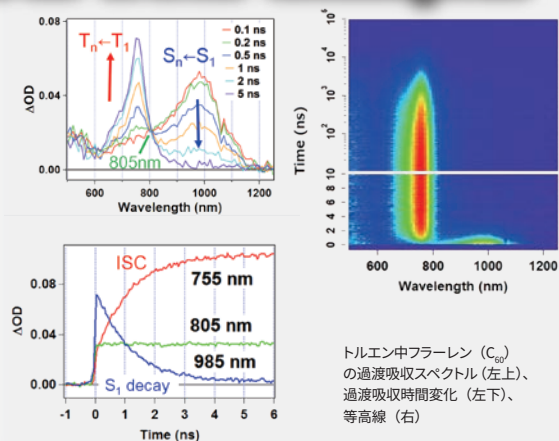 0.08
0.04
0.00
ΔOD
Tn←T1
Sn←S1
0.1 ns
0.2 ns
0.5 ns
1 ns
2 ns
5 ns
805nm
600
800
1000
1200
Wavelength (nm)
10⁵
10²
10
8
6
4
2
0
Time (ns)
600
800
1000
1200
Wavelength (nm)
0.08
0.04
0.00
ΔOD
ISC
755 nm
805 nm
985 nm
S₁ decay
-1
0
1
2
3
4
5
6
Time (ns)
トルエン中フラーレン（C₆₀）
の過渡吸収スペクトル（左上）、
過渡吸収時間変化（左下）、
等高線（右）